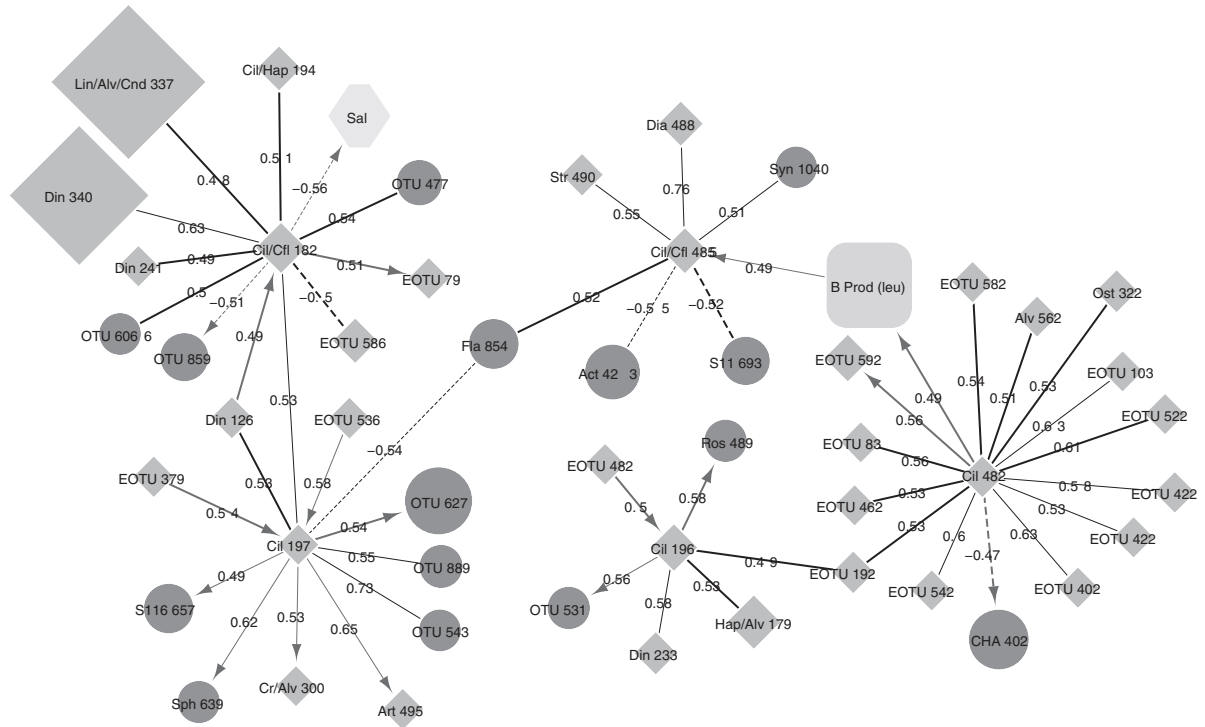 Lin/Alv/Cnd 337
Cil/Hap 194
Sal
Din 340
OTU 477
0.5 1
0.4 8
−0.56
0.54
0.63
Cil/Cfl 182
Din 241
0.49
0.51
EOTU 79
0.5
−0.51
−0. 5
OTU 606 6
OTU 859
EOTU 586
0.49
Dia 488
Str 490
Syn 1040
0.76
0.55
0.51
Cil/Cfl 485
0.49
B Prod (leu)
0.52
−0.5 5
−0.52
Fla 854
Act 42 3
S11 693
EOTU 582
Ost 322
Alv 562
EOTU 592
EOTU 103
EOTU 522
0.54
0.51
0.53
0.49
0.56
0.6 3
0.61
EOTU 83
0.56
Cil 482
0.5 8
EOTU 422
EOTU 462
0.53
0.53
EOTU 422
0.53
0.6
−0.47
0.63
EOTU 192
EOTU 542
EOTU 402
CHA 402
Din 126
0.53
EOTU 536
−0.54
EOTU 379
0.53
0.58
0.5 4
0.54
OTU 627
Cil 197
0.55
OTU 889
0.49
0.73
S116 657
0.62
0.53
0.65
OTU 543
Sph 639
Cr/Alv 300
Art 495
Ros 489
EOTU 482
0. 5
0.58
Cil 196
0.4 9
0.56
0.53
OTU 531
0.58
Hap/Alv 179
Din 233